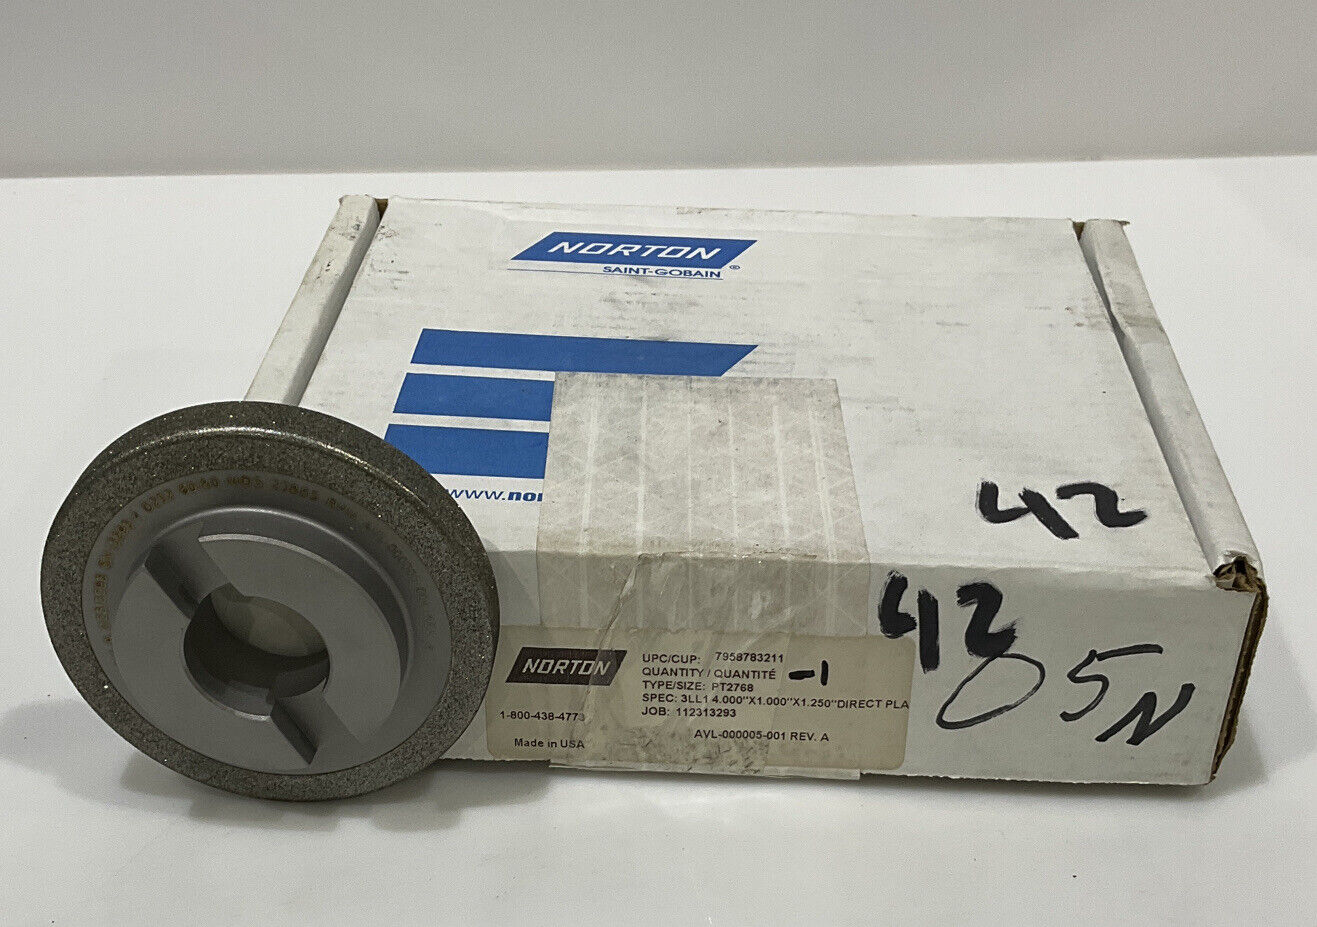 NORTON
SAINT-GOBAIN ®
www.nor
42
42
5N
NORTON
1-800-438-4773
Made in USA
UPC/CUP: 7958783211
QUANTITY / QUANTITÉ -1
TYPE/SIZE: PT2768
SPEC: 3LL1 4.000"X1.000"X1.250"DIRECT PLA
JOB: 112313293
AVL-000005-001 REV. A